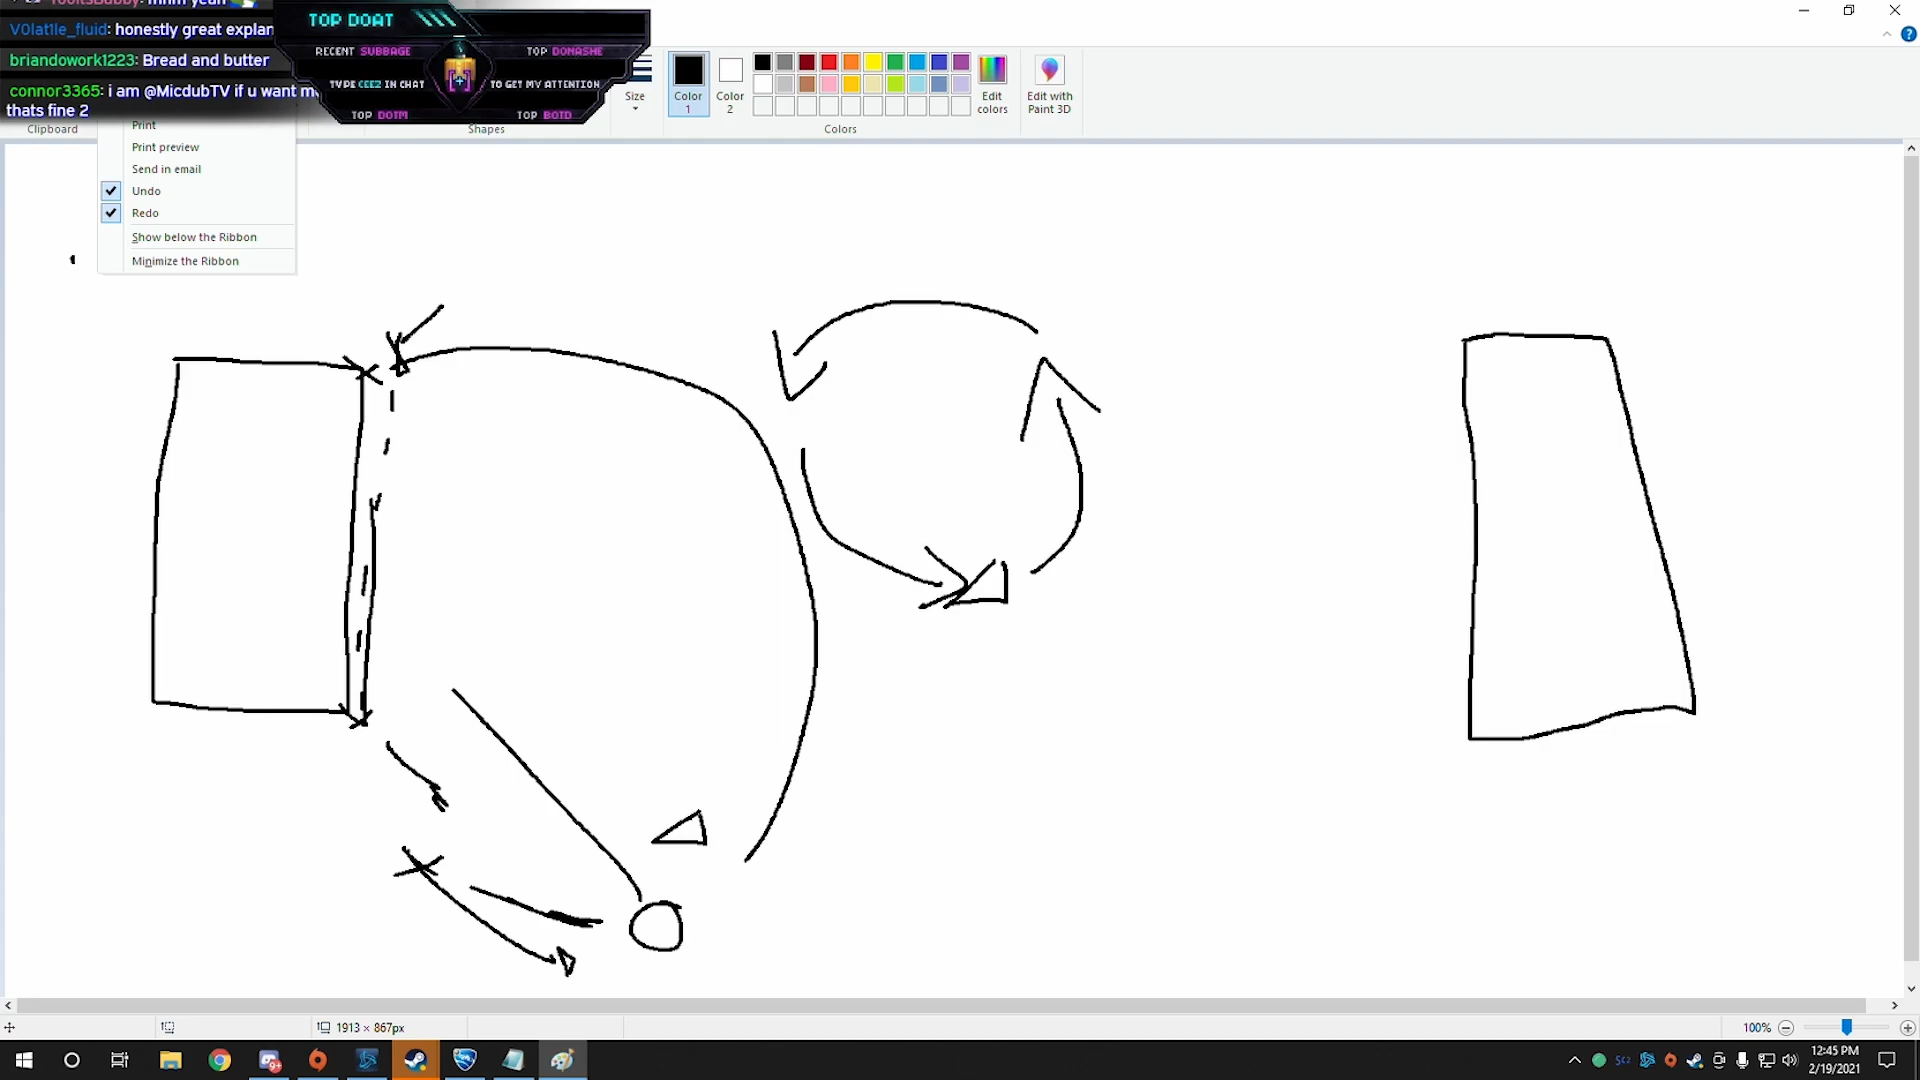 TOP DOAT
V0lat1le_fluid: honestly great explan
RECENT SUBBAGE
TOP DONASHE
briandowork1223: Bread and butter
TYPE CEEZ IN CHAT
TO GET MY ATTENTION
connor3365: i am @MicdubTV if u want m
thats fine 2
TOP DOTM
TOP BOTD
Size
Color
1
Color
2
Edit
colors
Edit with
Paint 3D
Clipboard
Shapes
Colors
Print
Print preview
Send in email
Undo
Redo
Show below the Ribbon
Minimize the Ribbon
1913 × 867px
100%
12:45 PM
2/19/2021